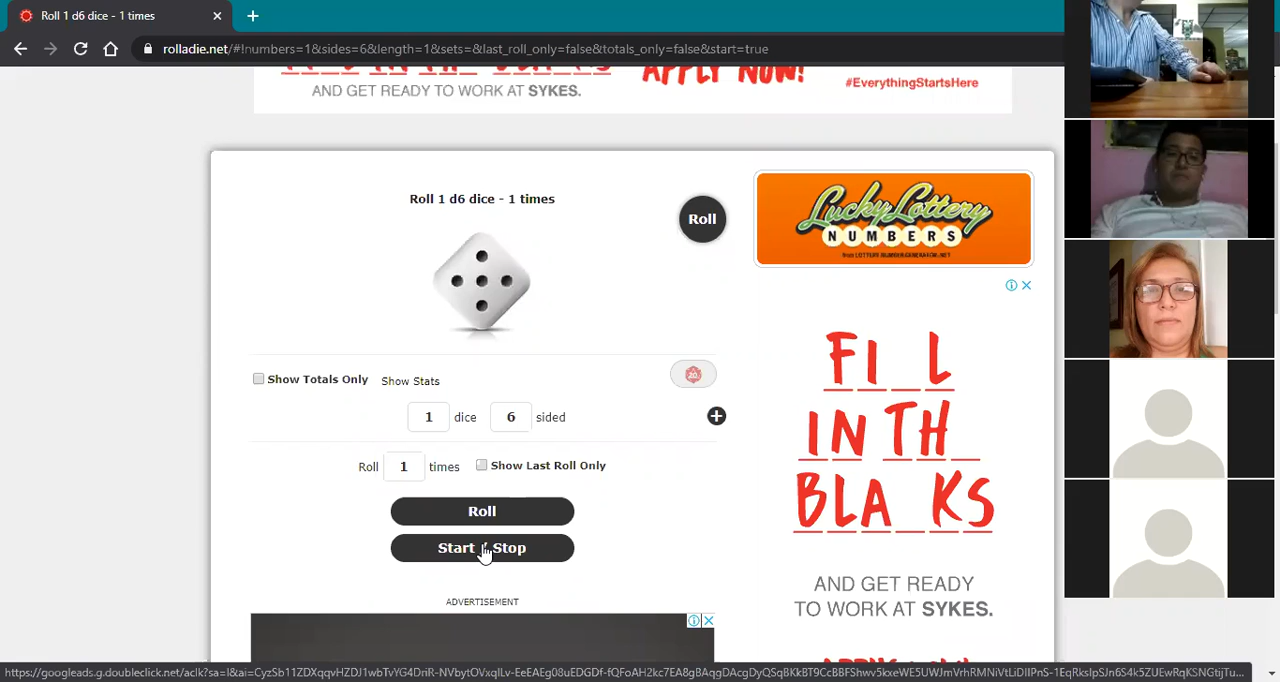 Roll 1 d6 dice - 1 times
rolladie.net/#!numbers=1&sides=6&length=1&sets=&last_roll_only=false&totals_only=false&start=true
APPLY NOW!
AND GET READY TO WORK AT SYKES.
#EverythingStartsHere
Roll 1 d6 dice - 1 times
Roll
Lucky Lottery
NUMBERS
Show Totals Only
Show Stats
20
1 dice 6 sided
Roll 1 times
Show Last Roll Only
Roll
Start / Stop
ADVERTISEMENT
FI__L
IN TH_
BLA_KS
AND GET READY
TO WORK AT SYKES.